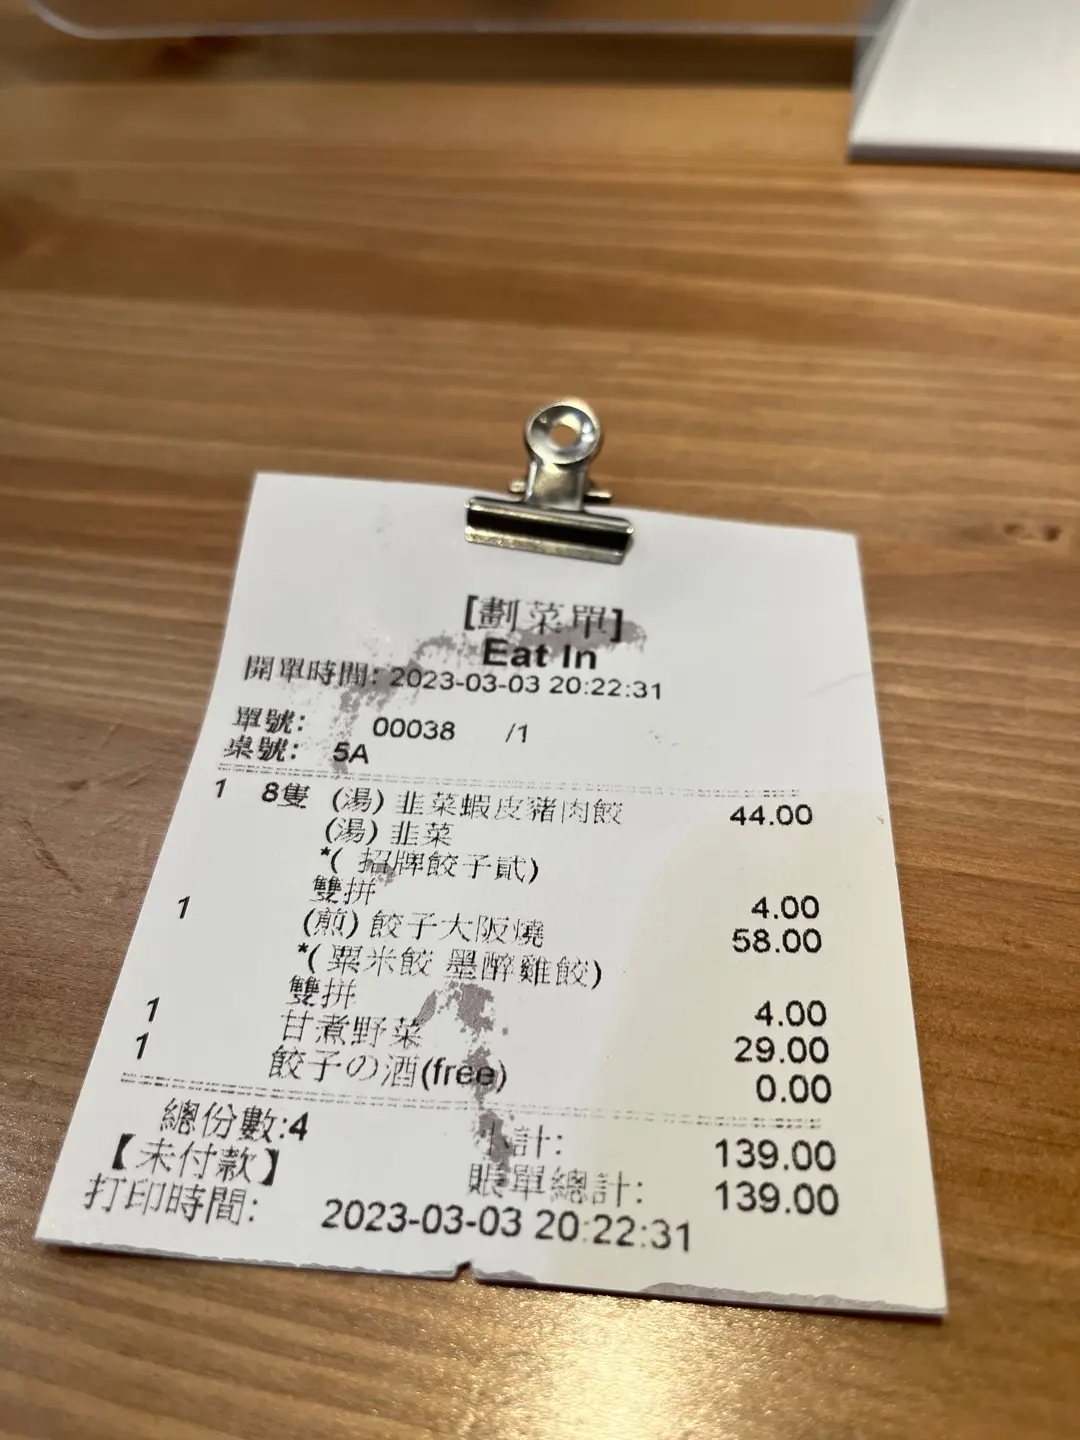 [劃菜單]
Eat In
開單時間: 2023-03-03 20:22:31
單號: 00038 /1
桌號: 5A
1 8隻 (湯) 韭菜蝦皮豬肉餃 44.00
(湯) 韭菜
*( 招牌餃子貳)
雙拼 4.00
1 (煎) 餃子大阪燒 58.00
*( 粟米餃 墨醉雞餃)
雙拼 4.00
1 甘煮野菜 29.00
1 餃子の酒(free) 0.00
總份數:4 小計: 139.00
【未付款】 賬單總計: 139.00
打印時間: 2023-03-03 20:22:31